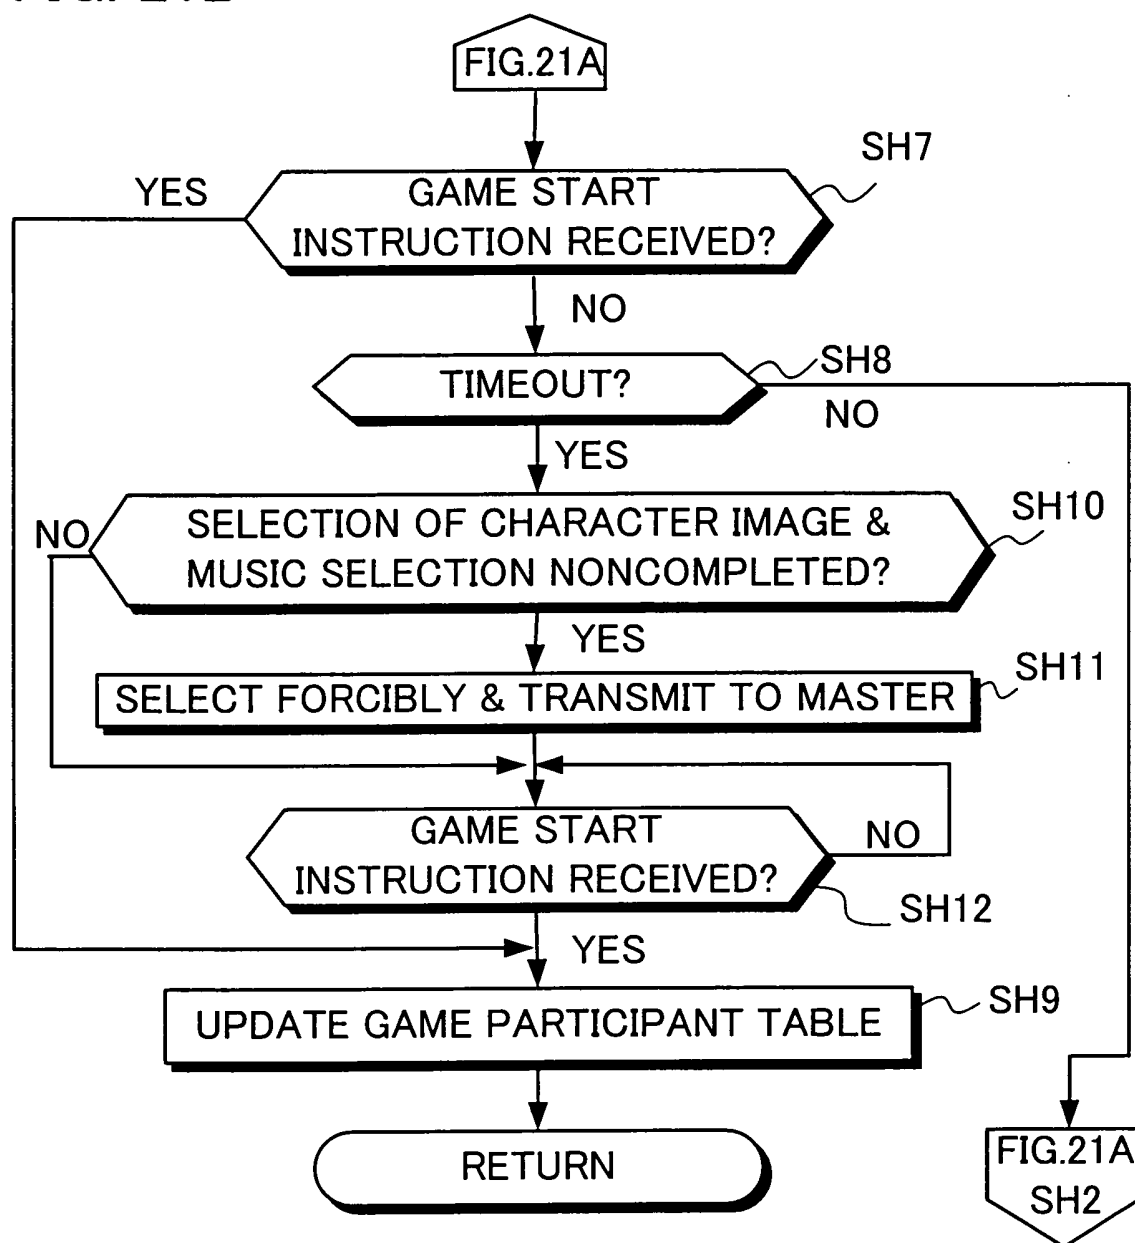 FIG.21A
SH7
YES
GAME START
INSTRUCTION RECEIVED?
NO
SH8
TIMEOUT?
NO
YES
SH10
NO
SELECTION OF CHARACTER IMAGE &
MUSIC SELECTION NONCOMPLETED?
YES
SH11
SELECT FORCIBLY & TRANSMIT TO MASTER
GAME START
INSTRUCTION RECEIVED?
NO
SH12
YES
SH9
UPDATE GAME PARTICIPANT TABLE
RETURN
FIG.21A
SH2